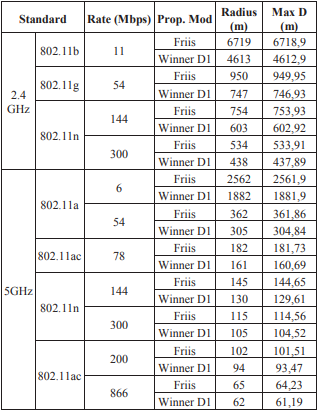 Standard Rate (Mbps) Prop. Mod Radius (m) Max D (m)
2.4 GHz 802.11b 11 Friis 6719 6718,9
Winner D1 4613 4612,9
802.11g 54 Friis 950 949,95
Winner D1 747 746,93
802.11n 144 Friis 754 753,93
Winner D1 603 602,92
300 Friis 534 533,91
Winner D1 438 437,89
5GHz 802.11a 6 Friis 2562 2561,9
Winner D1 1882 1881,9
54 Friis 362 361,86
Winner D1 305 304,84
802.11ac 78 Friis 182 181,73
Winner D1 161 160,69
802.11n 144 Friis 145 144,65
Winner D1 130 129,61
300 Friis 115 114,56
Winner D1 105 104,52
802.11ac 200 Friis 102 101,51
Winner D1 94 93,47
866 Friis 65 64,23
Winner D1 62 61,19